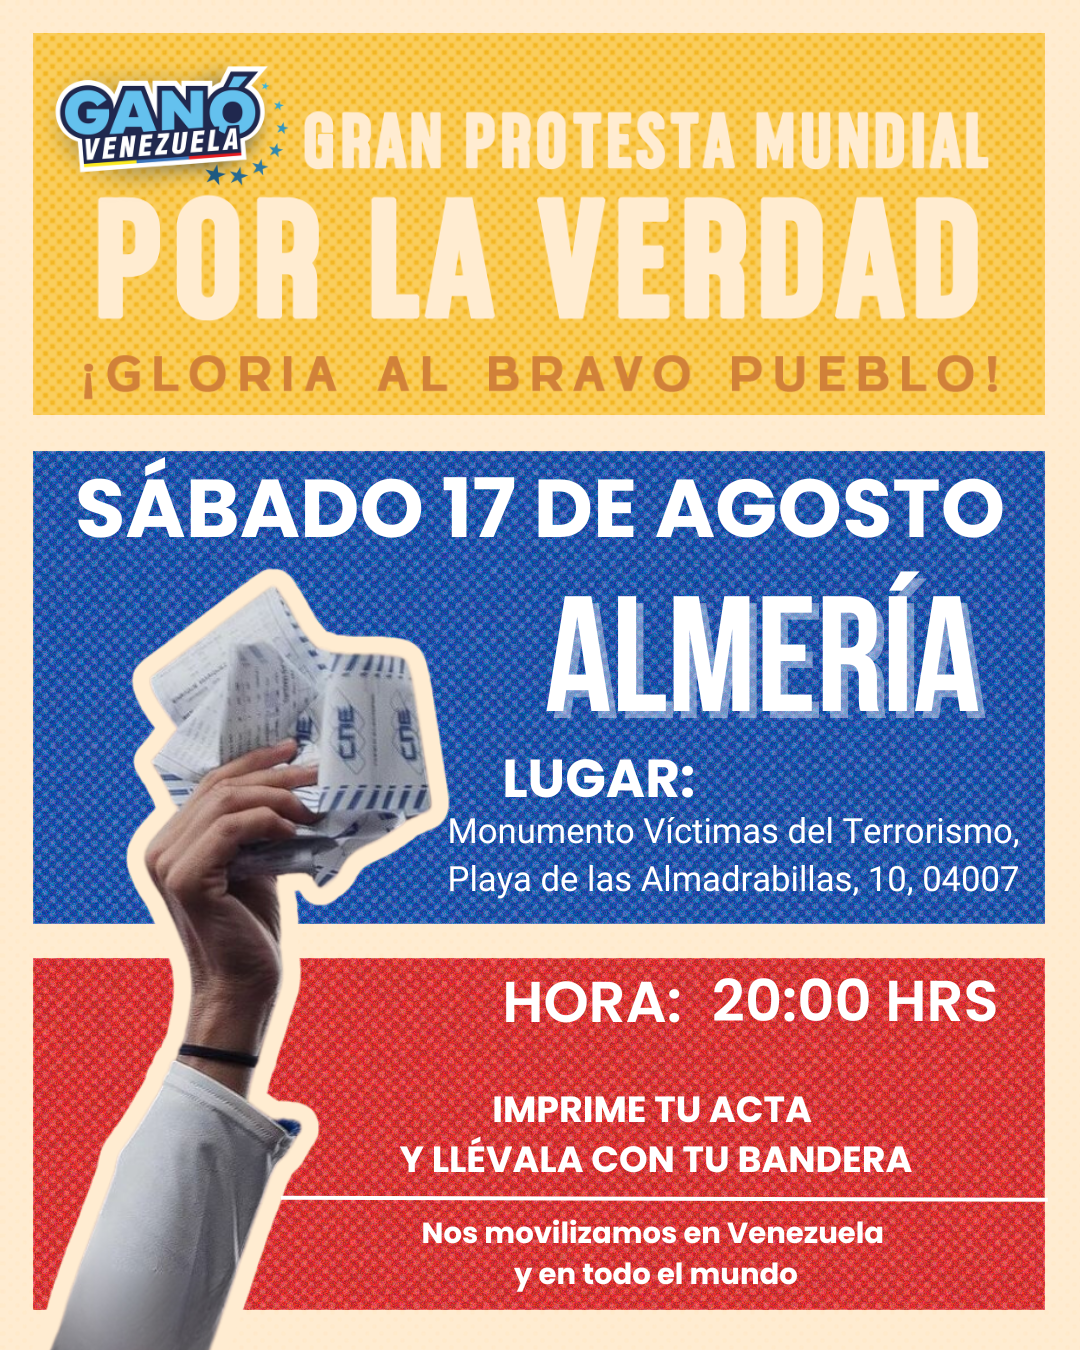 GANÓ
VENEZUELA
GRAN PROTESTA MUNDIAL
POR LA VERDAD
¡GLORIA AL BRAVO PUEBLO!
SÁBADO 17 DE AGOSTO
ALMERÍA
CNE
CNE
LUGAR:
Monumento Víctimas del Terrorismo,
Playa de las Almadrabillas, 10, 04007
HORA: 20:00 HRS
IMPRIME TU ACTA
Y LLÉVALA CON TU BANDERA
Nos movilizamos en Venezuela
y en todo el mundo